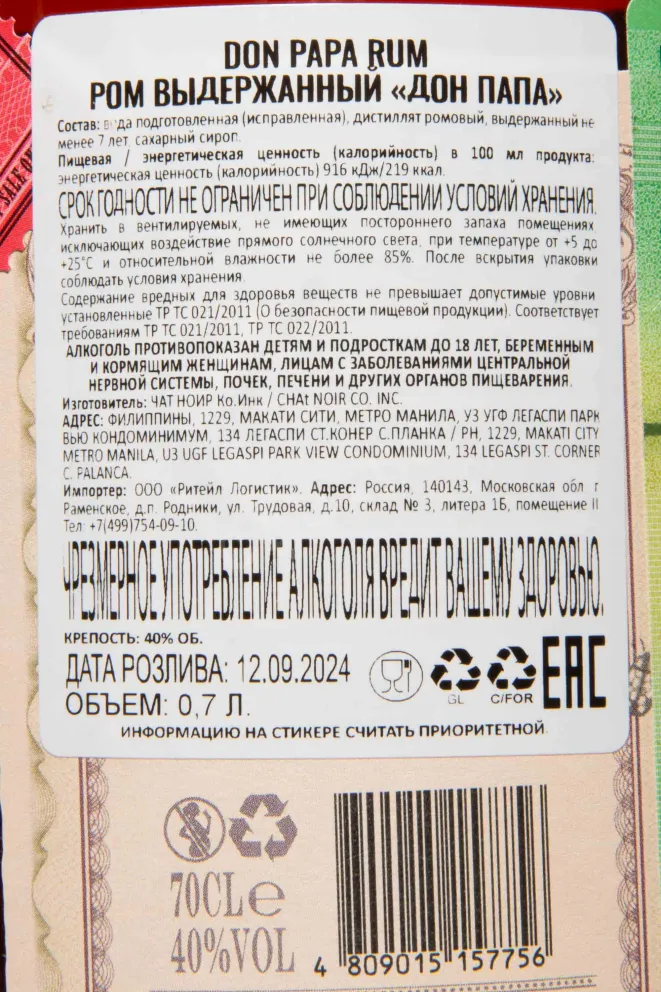 DON PAPA RUM
РОМ ВЫДЕРЖАННЫЙ «ДОН ПАПА»
Состав: вода подготовленная (исправленная), дистиллят ромовый, выдержанный не
менее 7 лет, сахарный сироп.
Пищевая / энергетическая ценность (калорийность) в 100 мл продукта:
энергетическая ценность (калорийность) 916 кДж/219 ккал.
СРОК ГОДНОСТИ НЕ ОГРАНИЧЕН ПРИ СОБЛЮДЕНИИ УСЛОВИЙ ХРАНЕНИЯ.
Хранить в вентилируемых, не имеющих постороннего запаха помещениях
исключающих воздействие прямого солнечного света, при температуре от +5 до
+25°С и относительной влажности не более 85%. После вскрытия упаковки
соблюдать условия хранения.
Содержание вредных для здоровья веществ не превышает допустимые уровни
установленные ТР ТС 021/2011 (О безопасности пищевой продукции). Соответствует
требованиям ТР ТС 021/2011, ТР ТС 022/2011.
АЛКОГОЛЬ ПРОТИВОПОКАЗАН ДЕТЯМ И ПОДРОСТКАМ ДО 18 ЛЕТ, БЕРЕМЕННЫМ
И КОРМЯЩИМ ЖЕНЩИНАМ, ЛИЦАМ С ЗАБОЛЕВАНИЯМИ ЦЕНТРАЛЬНОЙ
НЕРВНОЙ СИСТЕМЫ, ПОЧЕК, ПЕЧЕНИ И ДРУГИХ ОРГАНОВ ПИЩЕВАРЕНИЯ.
Изготовитель: ЧАТ НОИР Ко.Инк / CHAt NOIR CO. INC.
АДРЕС: ФИЛИППИНЫ, 1229, МАКАТИ СИТИ, МЕТРО МАНИЛА, У3 УГФ ЛЕГАСПИ ПАРК
ВЬЮ КОНДОМИНИМУМ, 134 ЛЕГАСПИ СТ.КОНЕР С.ПЛАНКА / PH, 1229, MAKATI CITY
METRO MANILA, U3 UGF LEGASPI PARK VIEW CONDOMINIUM, 134 LEGASPI ST. CORNER
C. PALANCA.
Импортер: ООО «Ритейл Логистик». Адрес: Россия, 140143, Московская обл г
Раменское, д.п. Родники, ул. Трудовая, д.10, склад № 3, литера 1Б, помещение II
Тел: +7(499)754-09-10.
ЧРЕЗМЕРНОЕ УПОТРЕБЛЕНИЕ АЛКОГОЛЯ ВРЕДИТ ВАШЕМУ ЗДОРОВЬЮ.
КРЕПОСТЬ: 40% ОБ.
ДАТА РОЗЛИВА: 12.09.2024
ОБЪЕМ: 0,7 Л.
GL C/FOR EAC
ИНФОРМАЦИЮ НА СТИКЕРЕ СЧИТАТЬ ПРИОРИТЕТНОЙ.
70CLe
40%VOL
4 809015 157756